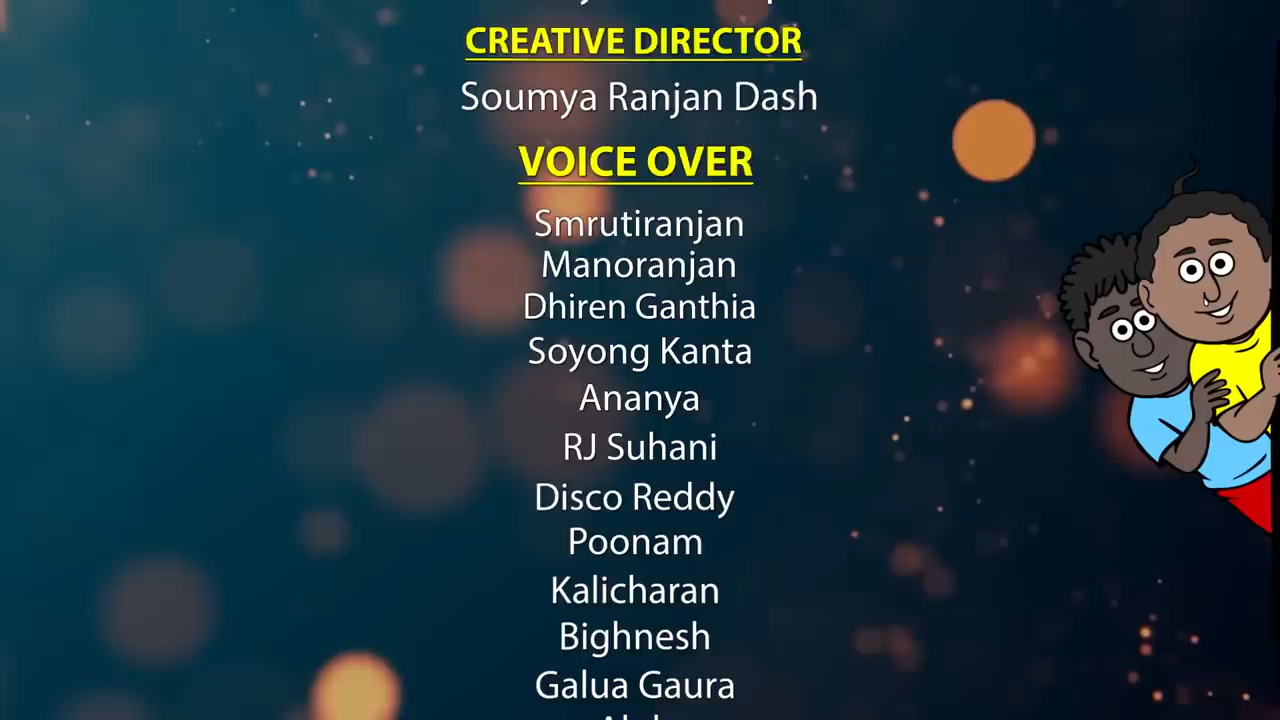 CREATIVE DIRECTOR
Soumya Ranjan Dash
VOICE OVER
Smrutiranjan
Manoranjan
Dhiren Ganthia
Soyong Kanta
Ananya
RJ Suhani
Disco Reddy
Poonam
Kalicharan
Bighnesh
Galua Gaura